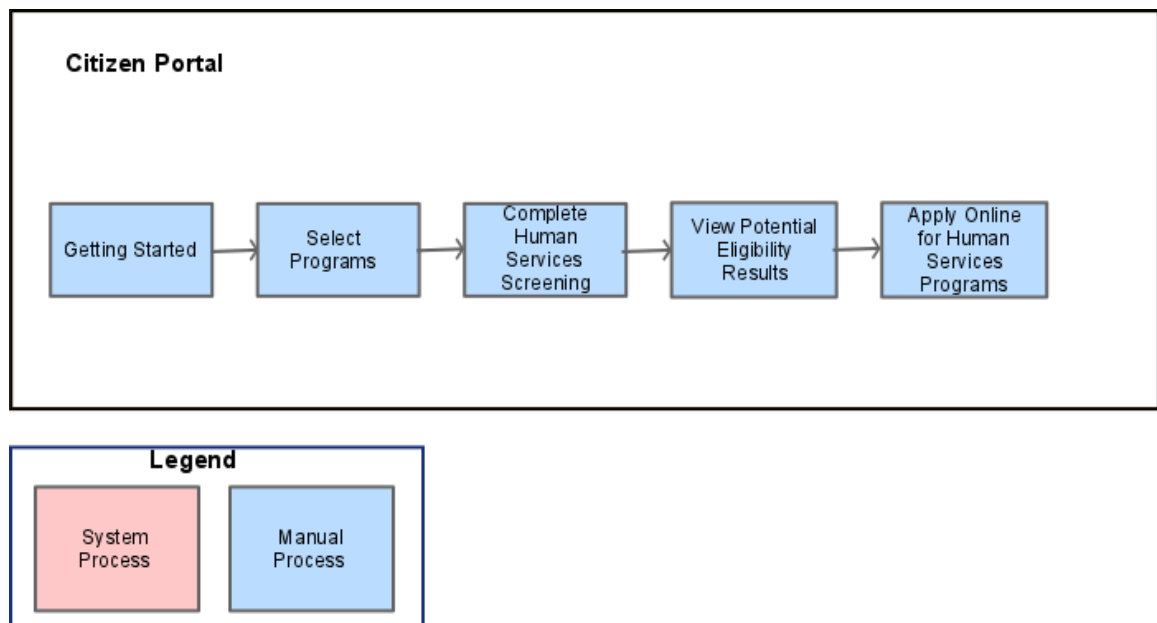 Citizen Portal
Getting Started
Select
Programs
Complete
Human
Services
Screening
View Potential
Eligibility
Results
Apply Online
for Human
Services
Programs
Legend
System
Process
Manual
Process